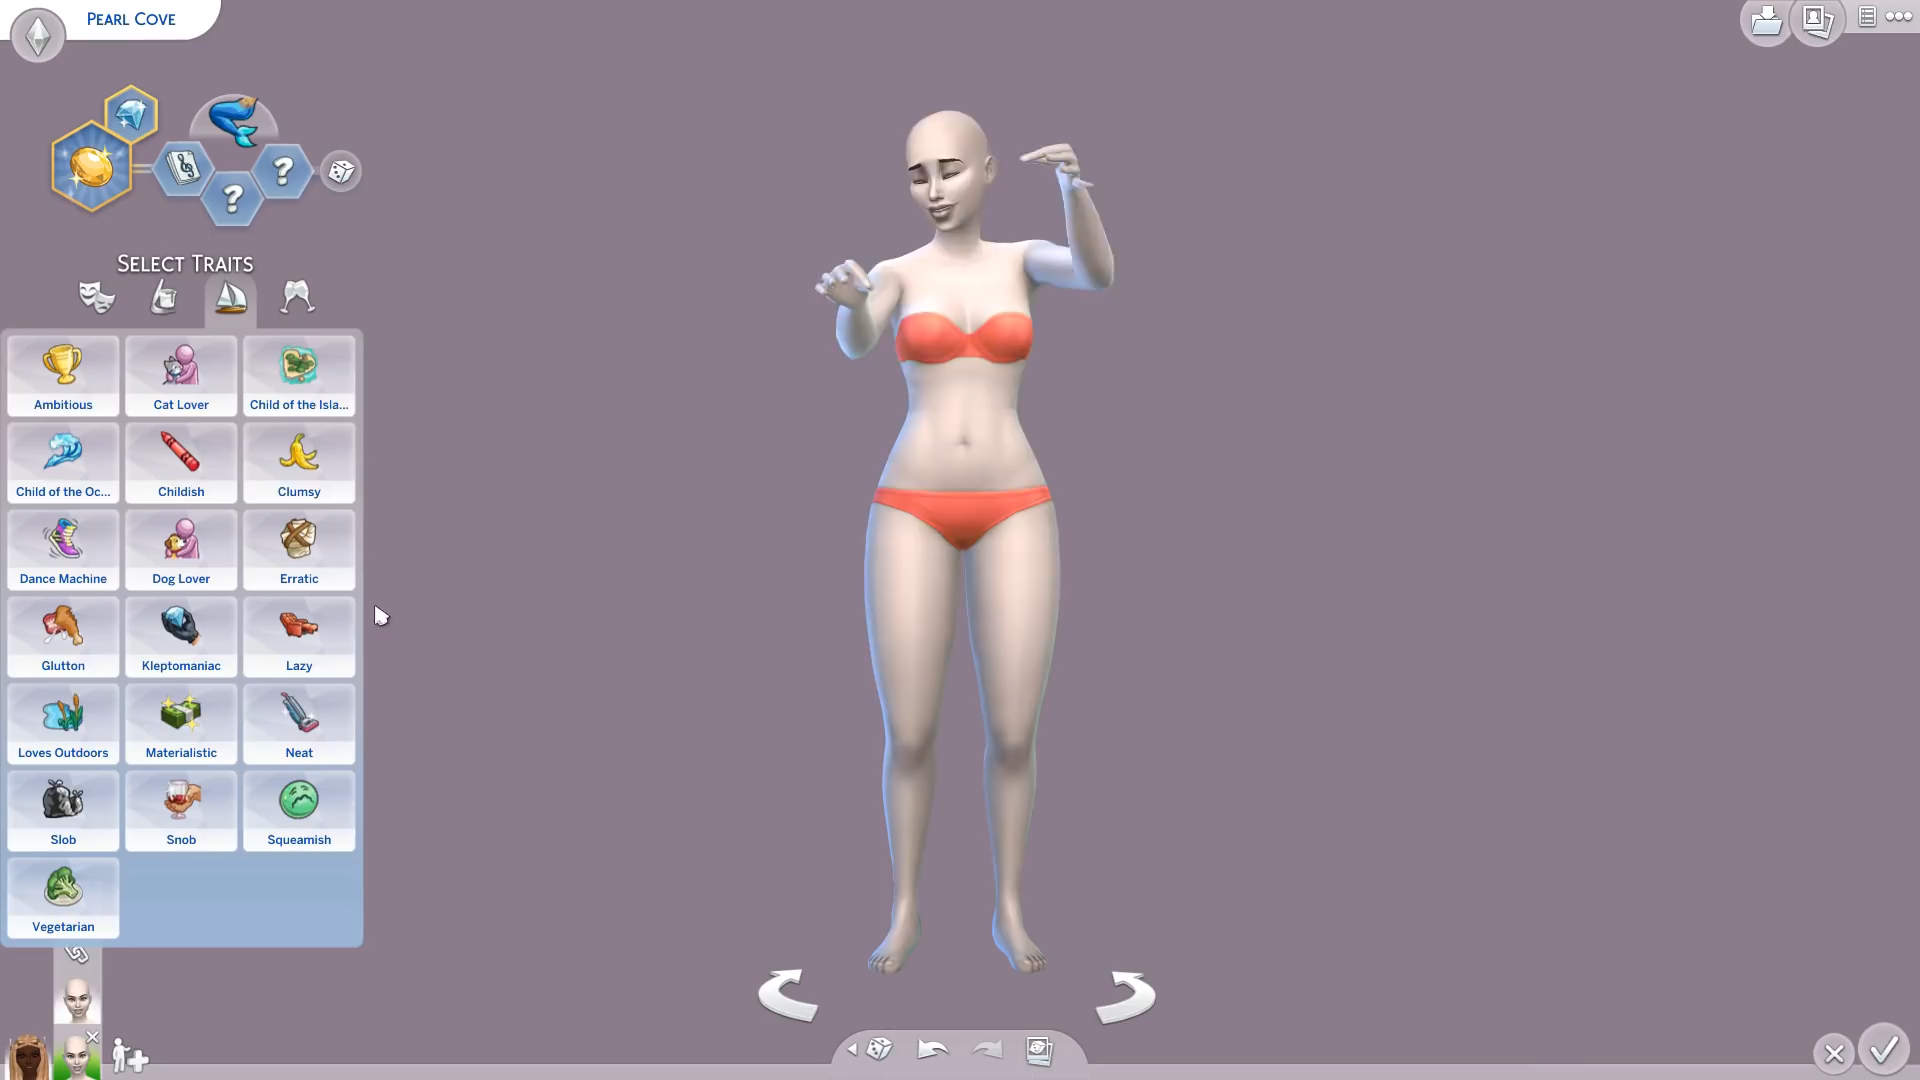 Pearl Cove
Select Traits
Ambitious
Cat Lover
Child of the Isla...
Child of the Oc...
Childish
Clumsy
Dance Machine
Dog Lover
Erratic
Glutton
Kleptomaniac
Lazy
Loves Outdoors
Materialistic
Neat
Slob
Snob
Squeamish
Vegetarian